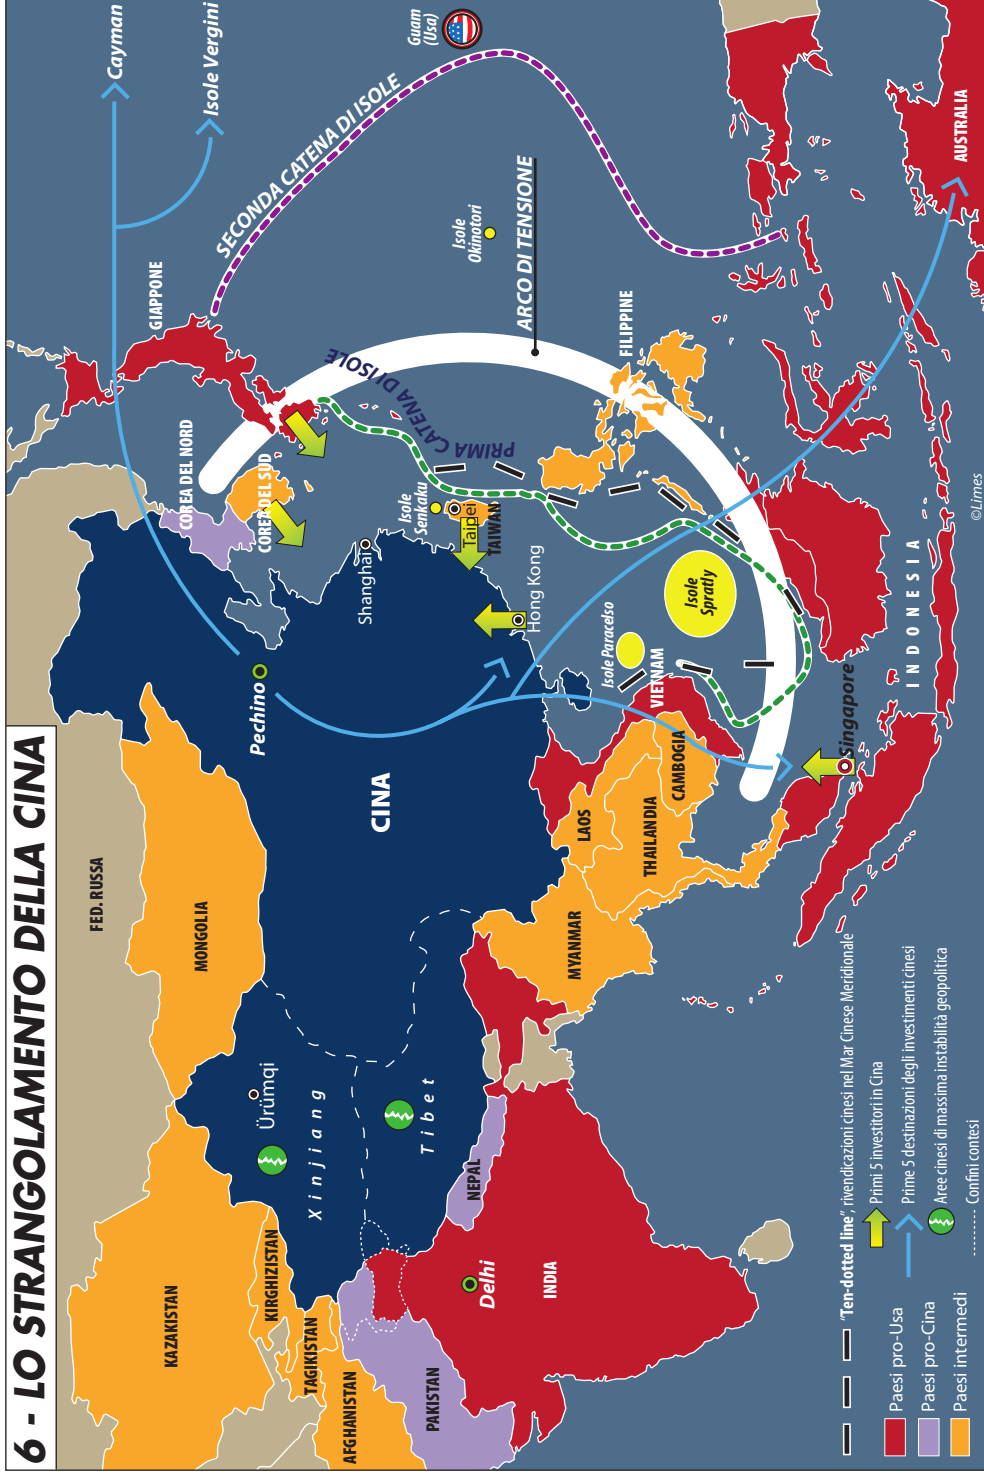 6 - LO STRANGOLAMENTO DELLA CINA
FED. RUSSA
KAZAKISTAN
MONGOLIA
KIRGHIZISTAN
TAGIKISTAN
AFGHANISTAN
PAKISTAN
Ürümqi
Xinjiang
Tibet
NEPAL
Delhi
INDIA
CINA
Pechino
Shanghai
Hong Kong
COREA DEL NORD
COREA DEL SUD
GIAPPONE
Cayman
Isole Vergini
SECONDA CATENA DI ISOLE
Guam
(Usa)
Isole
Okinotori
ARCO DI TENSIONE
PRIMA CATENA DI ISOLE
Isole
Senkaku
Taipei
TAIWAN
FILIPPINE
Isole Paracelso
Isole
Spratly
VIETNAM
LAOS
CAMBOGIA
THAILANDIA
MYANMAR
Singapore
INDONESIA
AUSTRALIA
"Ten-dotted line", rivendicazioni cinesi nel Mar Cinese Meridionale
Paesi pro-Usa
Paesi pro-Cina
Paesi intermedi
Primi 5 investitori in Cina
Prime 5 destinazioni degli investimenti cinesi
Aree cinesi di massima instabilità geopolitica
Confini contesi
©Limes